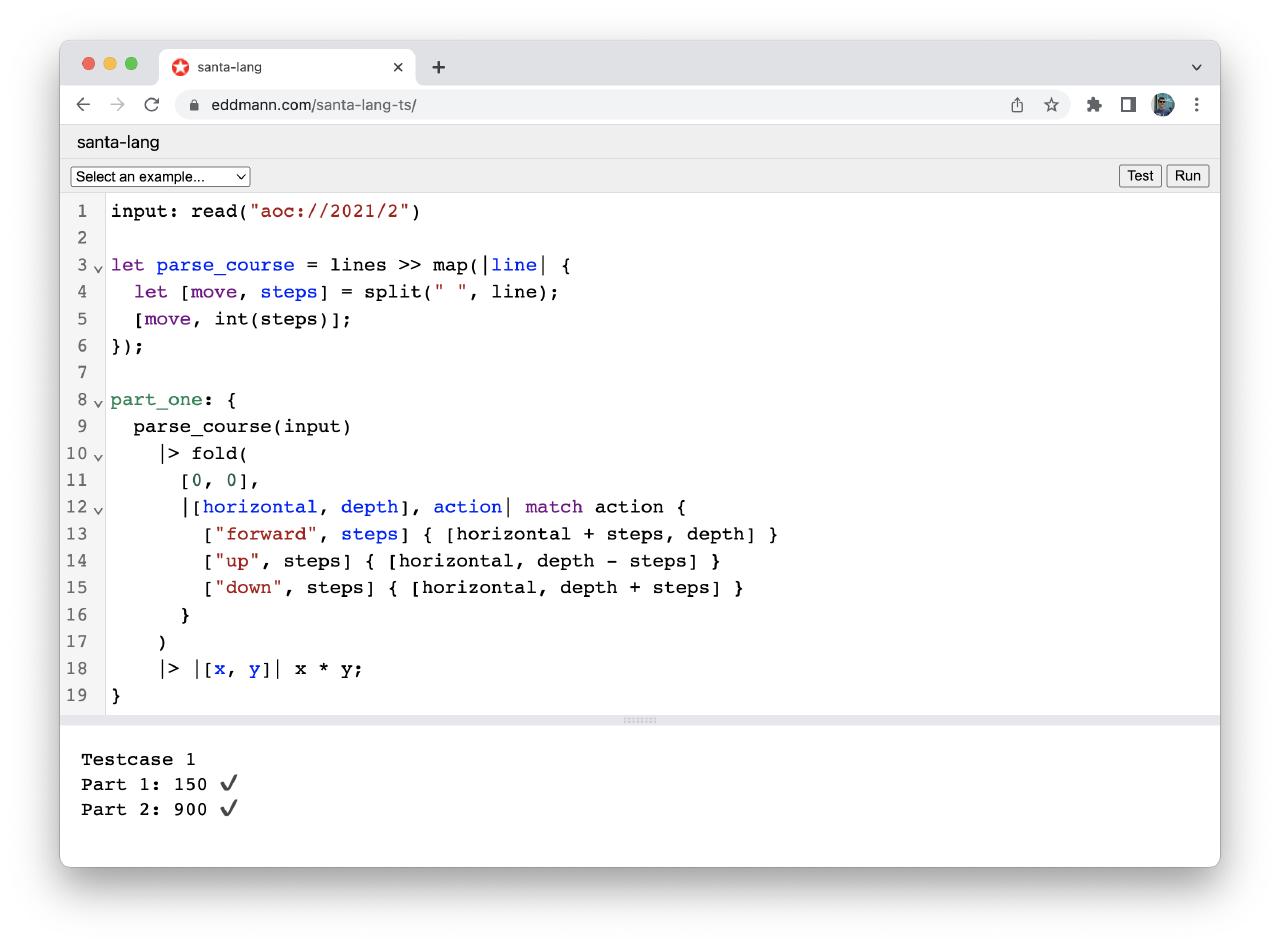 santa-lang
eddmann.com/santa-lang-ts/
santa-lang
Select an example...
Test Run
1 input: read("aoc://2021/2")
2
3 let parse_course = lines >> map(|line| {
4   let [move, steps] = split(" ", line);
5   [move, int(steps)];
6 });
7
8 part_one: {
9   parse_course(input)
10     |> fold(
11       [0, 0],
12       |[horizontal, depth], action| match action {
13         ["forward", steps] { [horizontal + steps, depth] }
14         ["up", steps] { [horizontal, depth - steps] }
15         ["down", steps] { [horizontal, depth + steps] }
16       }
17     )
18     |> |[x, y]| x * y;
19 }
Testcase 1
Part 1: 150 ✔
Part 2: 900 ✔